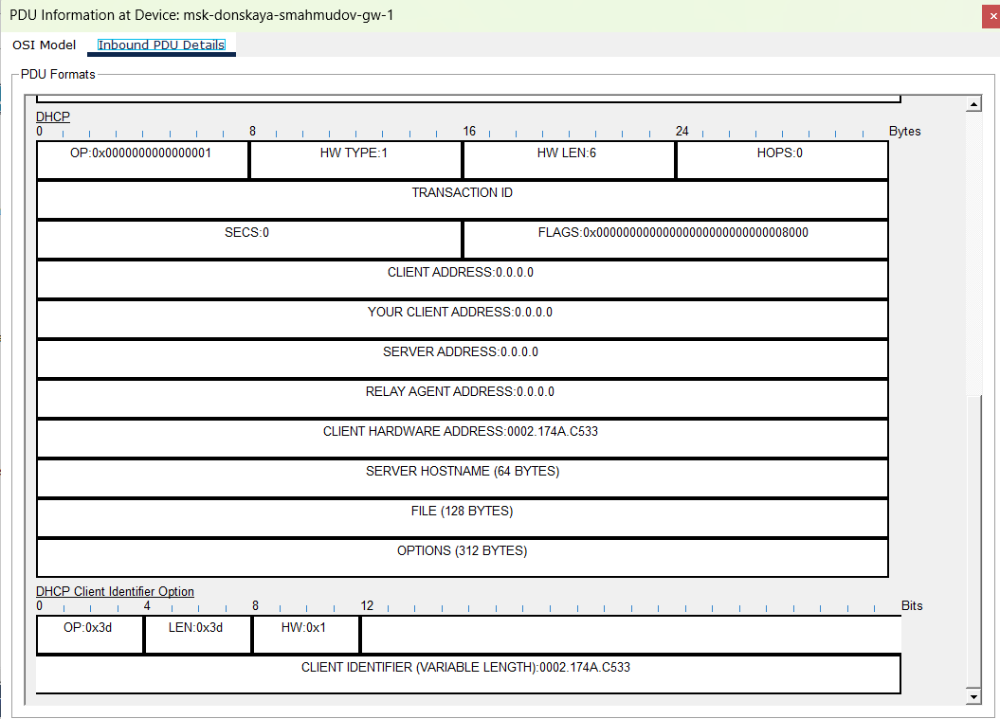 PDU Information at Device: msk-donskaya-smahmudov-gw-1
OSI Model Inbound PDU Details
PDU Formats
DHCP
0 8 16 24 Bytes
OP:0x0000000000000001 HW TYPE:1 HW LEN:6 HOPS:0
TRANSACTION ID
SECS:0 FLAGS:0x00000000000000000000000000008000
CLIENT ADDRESS:0.0.0.0
YOUR CLIENT ADDRESS:0.0.0.0
SERVER ADDRESS:0.0.0.0
RELAY AGENT ADDRESS:0.0.0.0
CLIENT HARDWARE ADDRESS:0002.174A.C533
SERVER HOSTNAME (64 BYTES)
FILE (128 BYTES)
OPTIONS (312 BYTES)
DHCP Client Identifier Option
0 4 8 12 Bits
OP:0x3d LEN:0x3d HW:0x1
CLIENT IDENTIFIER (VARIABLE LENGTH):0002.174A.C533